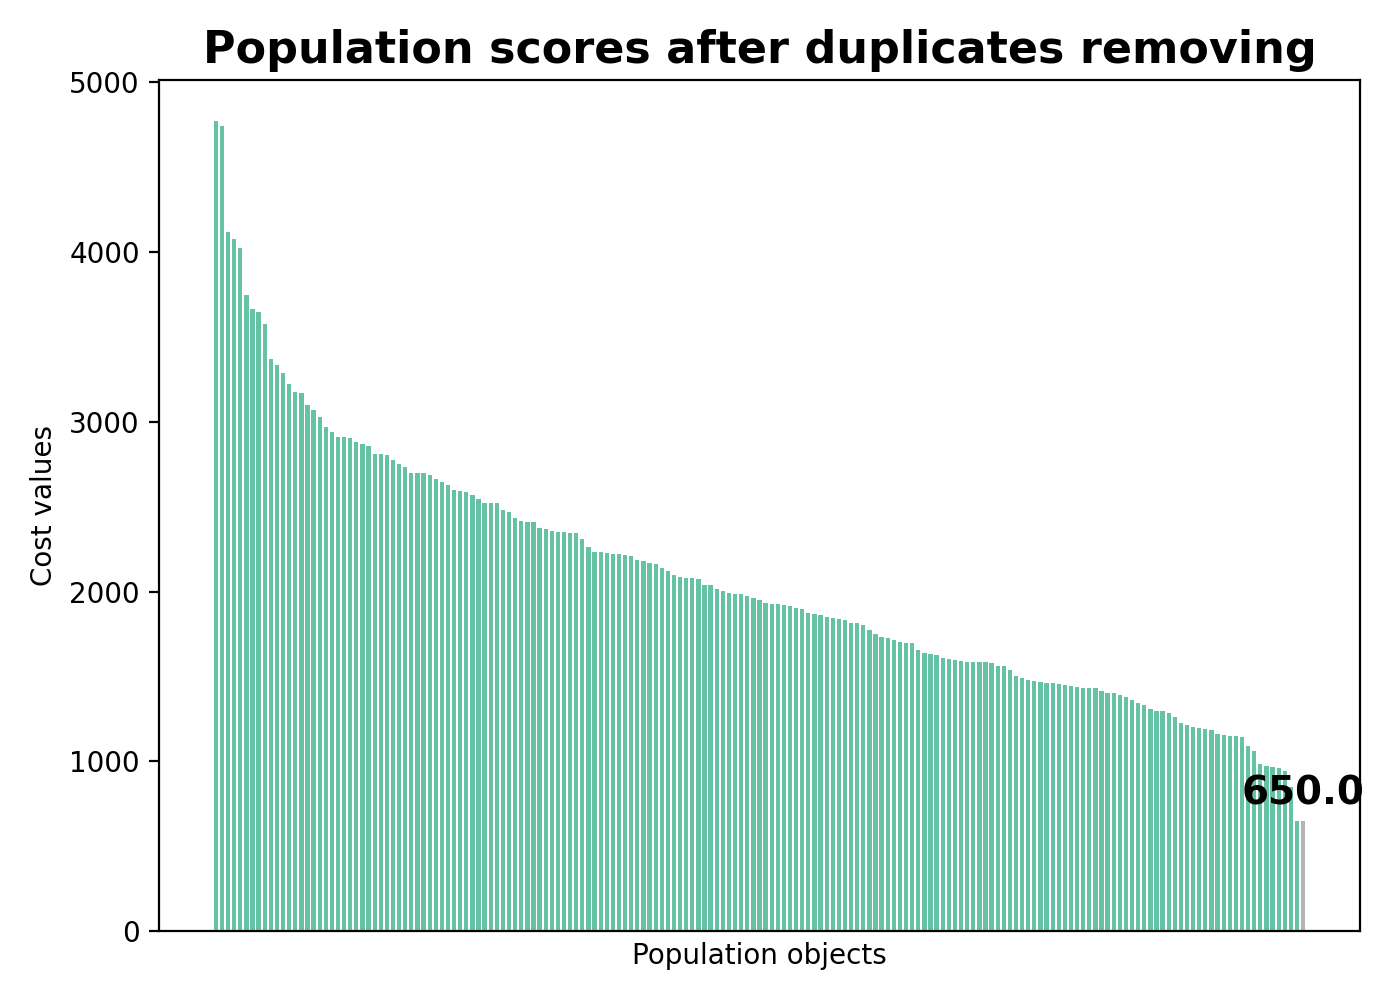 Population scores after duplicates removing
5000
4000
3000
2000
1000
0
Cost values
650.0
Population objects